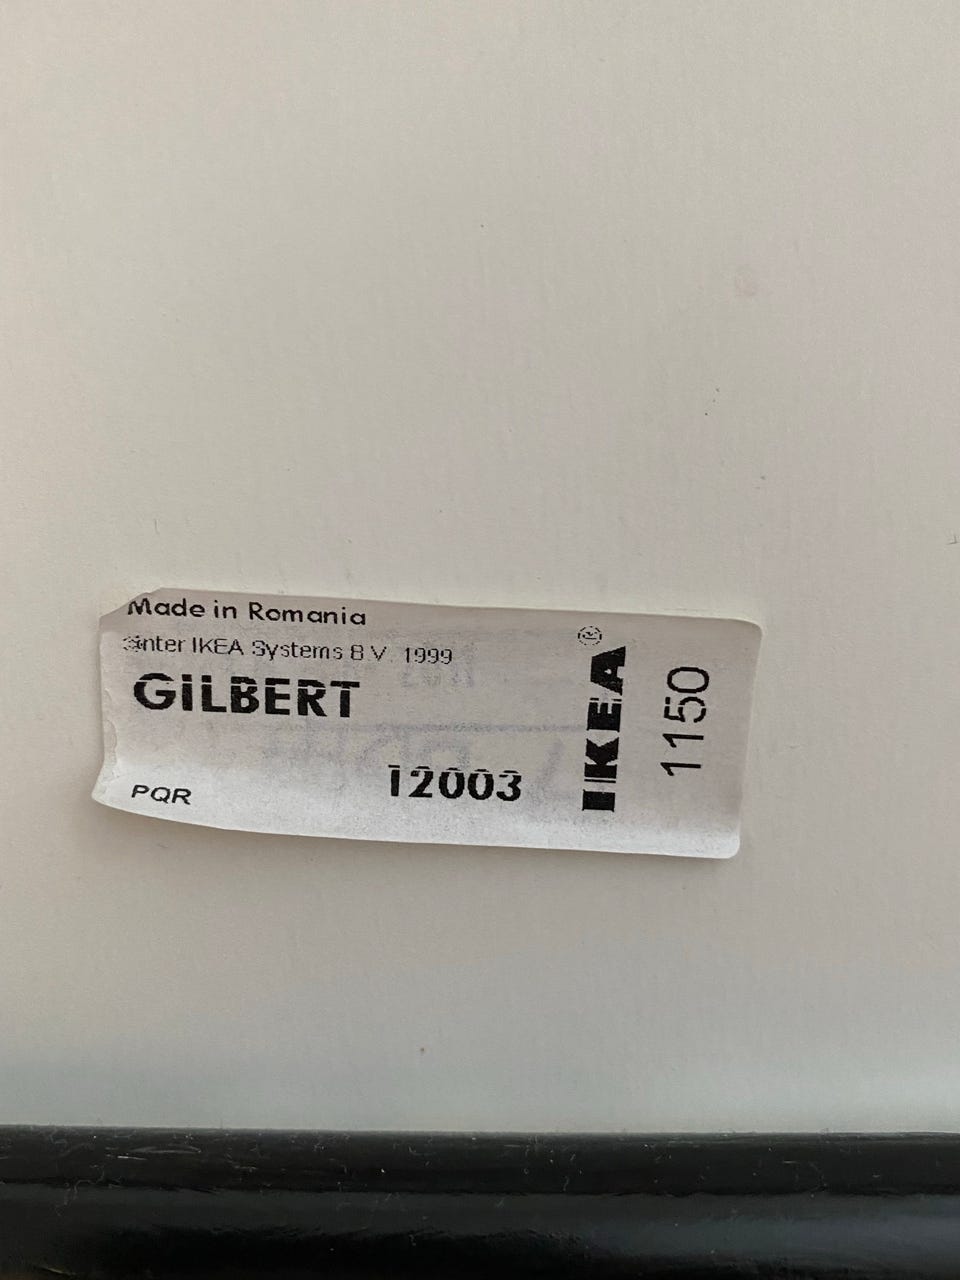 Made in Romania
©Inter IKEA Systems B.V. 1999
GILBERT
PQR
12003
IKEA®
1150